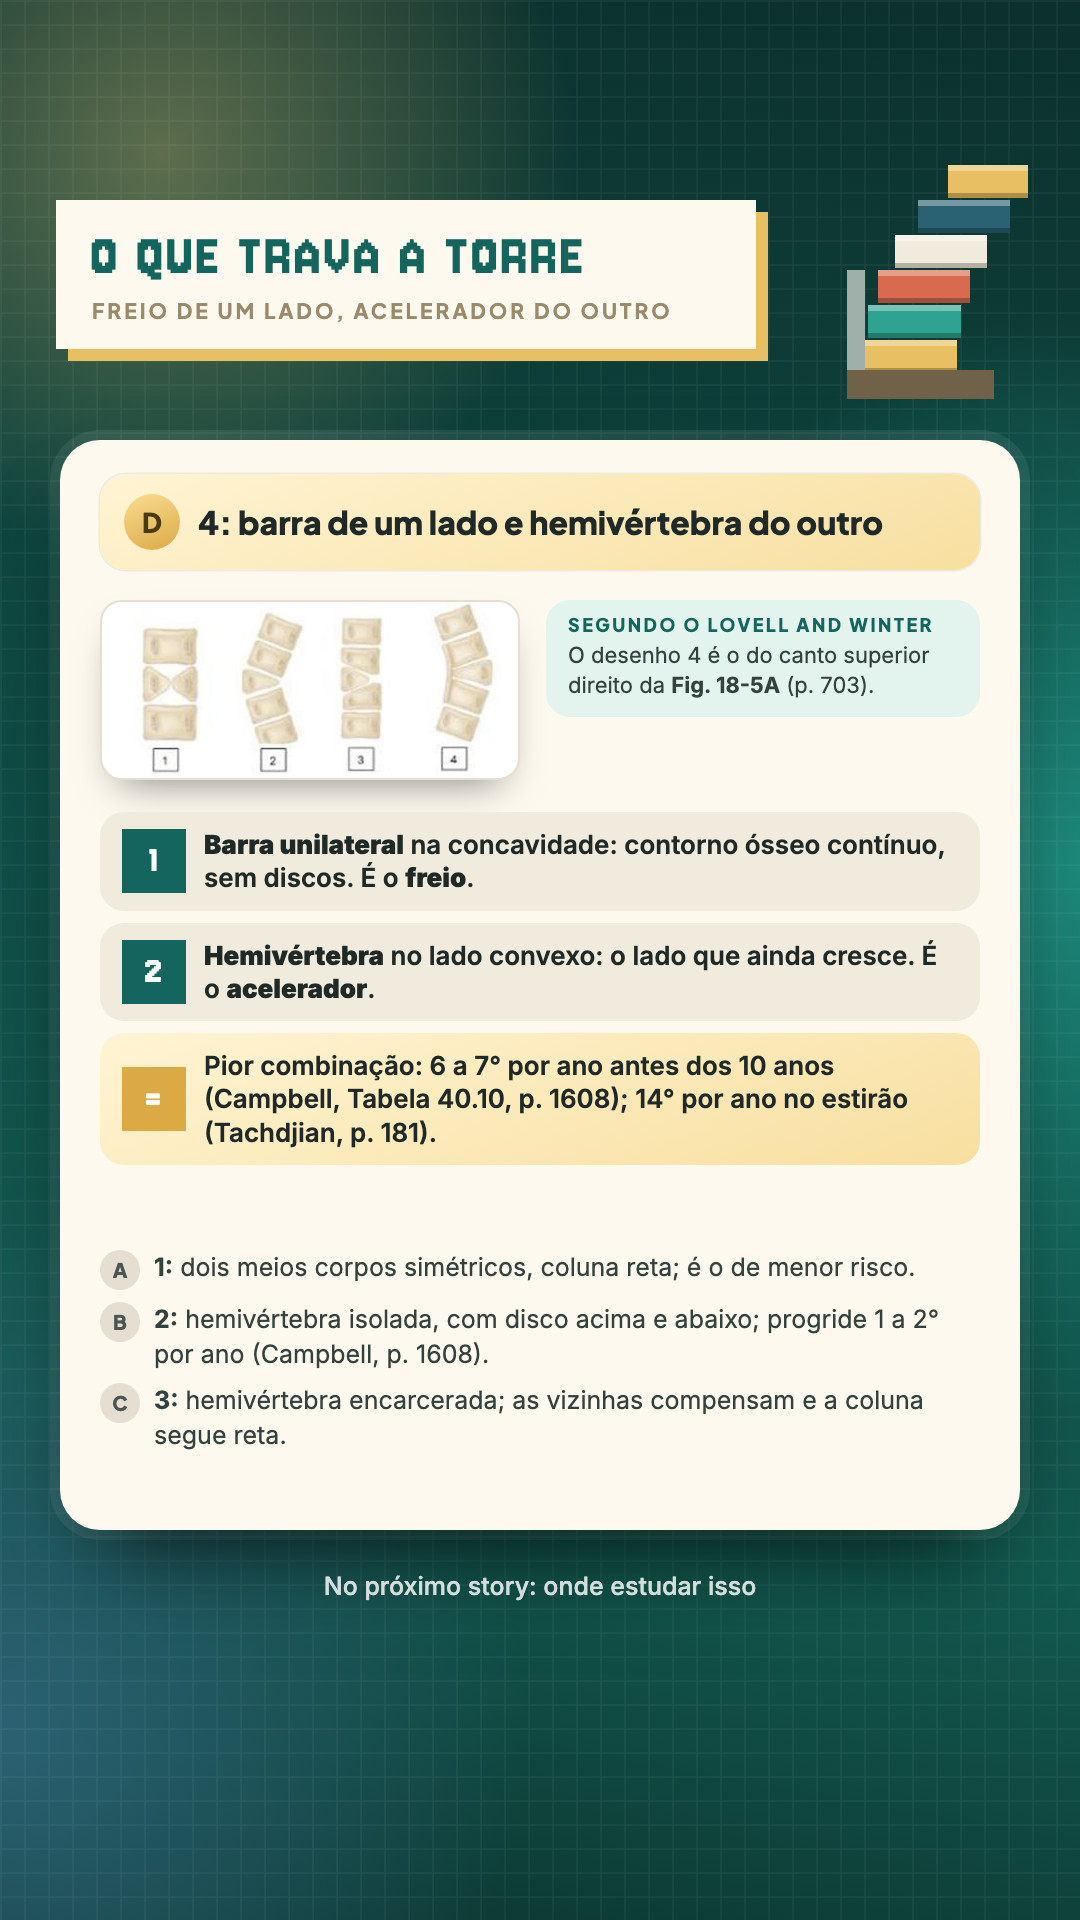 O QUE TRAVA A TORRE
FREIO DE UM LADO, ACELERADOR DO OUTRO
D 4: barra de um lado e hemivértebra do outro
1 2 3 4
SEGUNDO O LOVELL AND WINTER
O desenho 4 é o do canto superior
direito da Fig. 18-5A (p. 703).
1 Barra unilateral na concavidade: contorno ósseo contínuo,
sem discos. É o freio.
2 Hemivértebra no lado convexo: o lado que ainda cresce. É
o acelerador.
Pior combinação: 6 a 7° por ano antes dos 10 anos
= (Campbell, Tabela 40.10, p. 1608); 14° por ano no estirão
(Tachdjian, p. 181).
A 1: dois meios corpos simétricos, coluna reta; é o de menor risco.
B 2: hemivértebra isolada, com disco acima e abaixo; progride 1 a 2°
por ano (Campbell, p. 1608).
C 3: hemivértebra encarcerada; as vizinhas compensam e a coluna
segue reta.
No próximo story: onde estudar isso